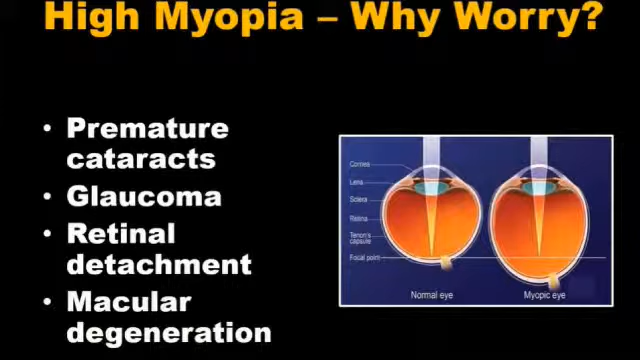 High Myopia – Why Worry?
• Premature
cataracts
• Glaucoma
• Retinal
detachment
• Macular
degeneration
Cornea
Lens
Sclera
Retina
Tenon's
capsule
Focal point
Normal eye
Myopic eye